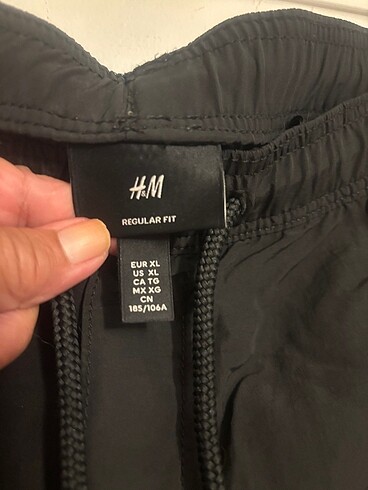 H&M
REGULAR FIT
EUR XL
US XL
CA TG
MX XG
CN
185/106A